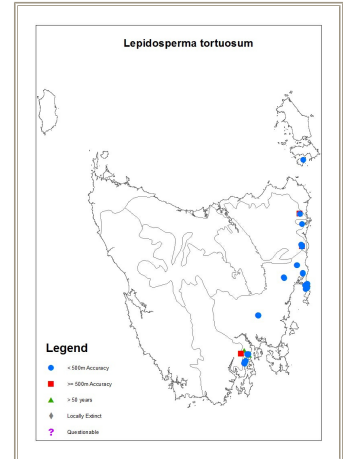 Lepidosperma tortuosum
Legend
< 500m Accuracy
>= 500m Accuracy
> 50 years
Locally Extinct
? Questionable